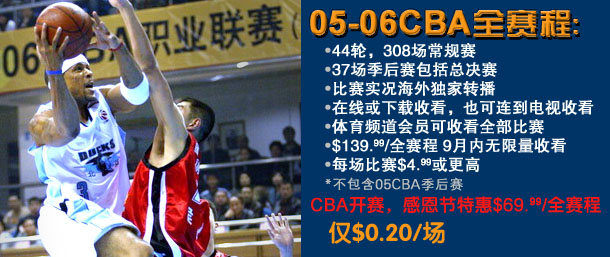 05-06CBA全赛程:
•44轮，308场常规赛
•37场季后赛包括总决赛
•比赛实况海外独家转播
•在线或下载收看，也可连到电视收看
•体育频道会员可收看全部比赛
•$139.99/全赛程 9月内无限量收看
•每场比赛$4.99或更高
*不包含05CBA季后赛
CBA开赛，感恩节特惠$69.99/全赛程
仅$0.20/场
职业联赛（
DUCKS
3